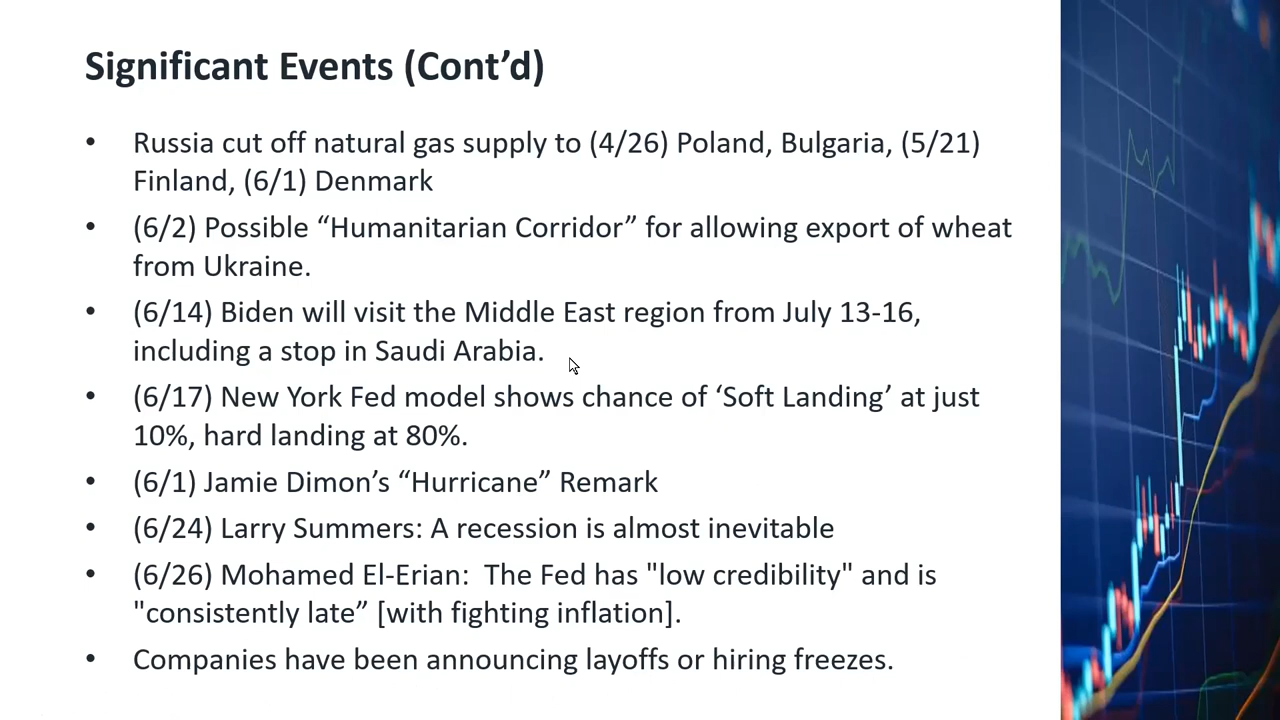 Significant Events (Cont’d)
• Russia cut off natural gas supply to (4/26) Poland, Bulgaria, (5/21)
Finland, (6/1) Denmark
• (6/2) Possible “Humanitarian Corridor” for allowing export of wheat
from Ukraine.
• (6/14) Biden will visit the Middle East region from July 13-16,
including a stop in Saudi Arabia.
• (6/17) New York Fed model shows chance of ‘Soft Landing’ at just
10%, hard landing at 80%.
• (6/1) Jamie Dimon’s “Hurricane” Remark
• (6/24) Larry Summers: A recession is almost inevitable
• (6/26) Mohamed El-Erian:  The Fed has "low credibility" and is
"consistently late” [with fighting inflation].
• Companies have been announcing layoffs or hiring freezes.